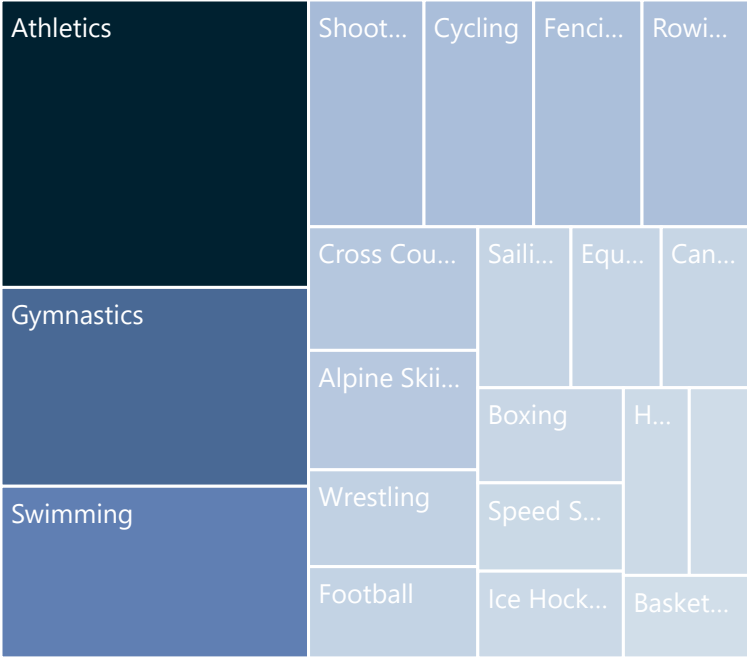 Athletics
Gymnastics
Swimming
Shoot...
Cycling
Fenci...
Rowi...
Cross Cou...
Alpine Skii...
Wrestling
Football
Saili...
Equ...
Can...
Boxing
Speed S...
Ice Hock...
H...
Basket...